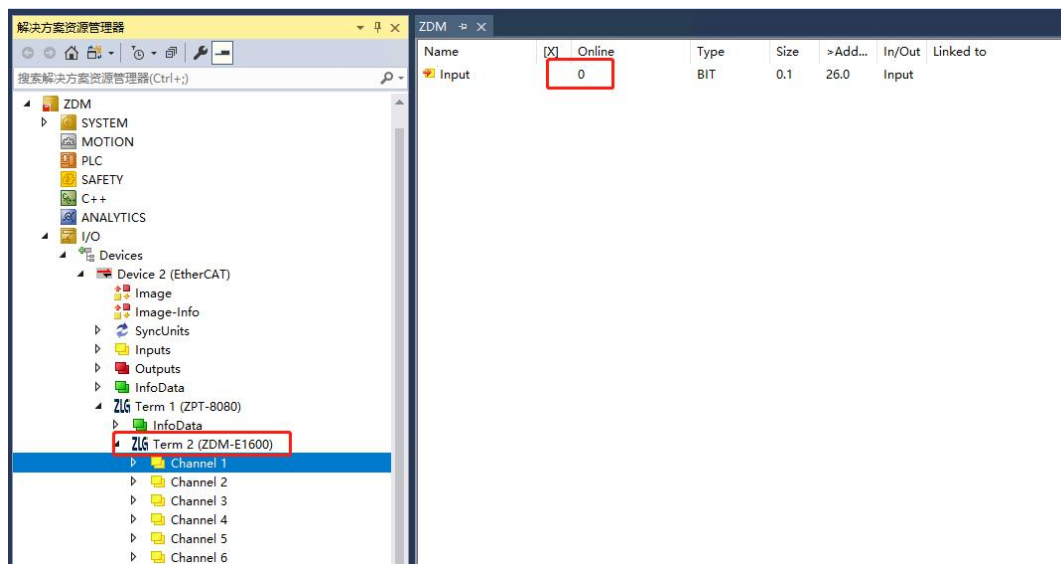 解决方案资源管理器
搜索解决方案资源管理器(Ctrl+;)
ZDM
SYSTEM
MOTION
PLC
SAFETY
C++
ANALYTICS
I/O
Devices
Device 2 (EtherCAT)
Image
Image-Info
SyncUnits
Inputs
Outputs
InfoData
ZLG Term 1 (ZPT-8080)
InfoData
ZLG Term 2 (ZDM-E1600)
Channel 1
Channel 2
Channel 3
Channel 4
Channel 5
Channel 6
ZDM
Name [X] Online Type Size >Add... In/Out Linked to
Input 0 BIT 0.1 26.0 Input